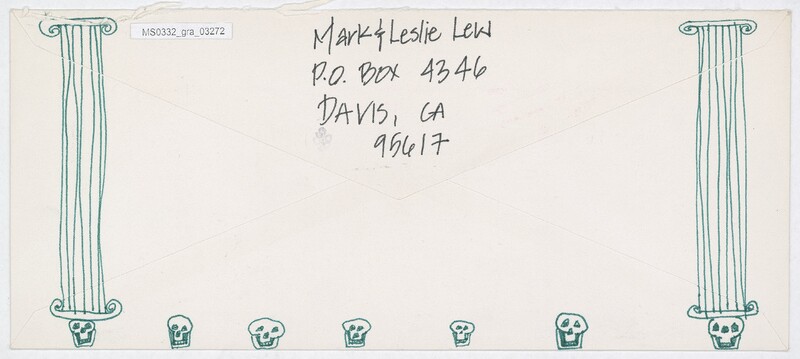 MS0332_gra_03272
Mark & Leslie Lew
P.O. Box 4346
DAVIS, CA
95617